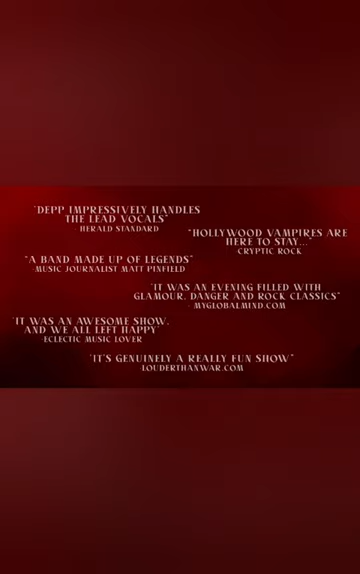 "DEPP IMPRESSIVELY HANDLES
THE LEAD VOCALS"
- HERALD STANDARD
"HOLLYWOOD VAMPIRES ARE
HERE TO STAY..."
-CRYPTIC ROCK
"A BAND MADE UP OF LEGENDS"
-MUSIC JOURNALIST MATT PINFIELD
"IT WAS AN EVENING FILLED WITH
GLAMOUR, DANGER AND ROCK CLASSICS"
- MYGLOBALMIND.COM
"IT WAS AN AWESOME SHOW,
AND WE ALL LEFT HAPPY"
-ECLECTIC MUSIC LOVER
"IT'S GENUINELY A REALLY FUN SHOW"
-LOUDERTHANWAR.COM